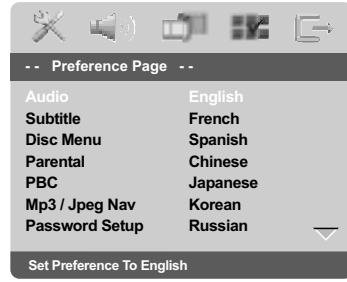 - - Preference Page - -
Audio English
Subtitle French
Disc Menu Spanish
Parental Chinese
PBC Japanese
Mp3 / Jpeg Nav Korean
Password Setup Russian
Set Preference To English